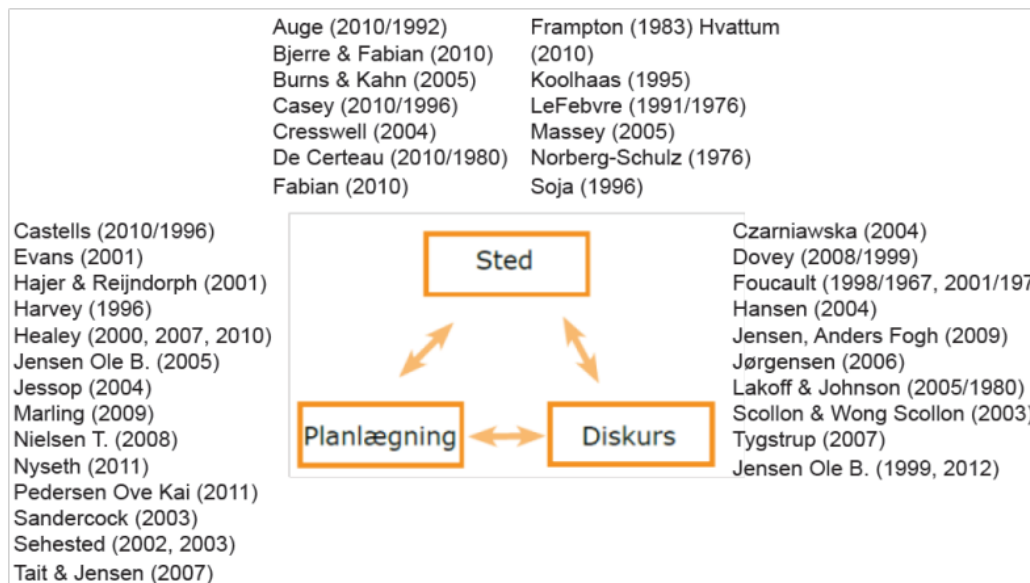 Auge (2010/1992)
Bjerre & Fabian (2010)
Burns & Kahn (2005)
Casey (2010/1996)
Cresswell (2004)
De Certeau (2010/1980)
Fabian (2010)
Frampton (1983) Hvattum
(2010)
Koolhaas (1995)
LeFebvre (1991/1976)
Massey (2005)
Norberg-Schulz (1976)
Soja (1996)
Castells (2010/1996)
Evans (2001)
Hajer & Reijndorph (2001)
Harvey (1996)
Healey (2000, 2007, 2010)
Jensen Ole B. (2005)
Jessop (2004)
Marling (2009)
Nielsen T. (2008)
Nyseth (2011)
Pedersen Ove Kai (2011)
Sandercock (2003)
Sehested (2002, 2003)
Tait & Jensen (2007)
Sted
Planlægning
Diskurs
Czarniawska (2004)
Dovey (2008/1999)
Foucault (1998/1967, 2001/197
Hansen (2004)
Jensen, Anders Fogh (2009)
Jørgensen (2006)
Lakoff & Johnson (2005/1980)
Scollon & Wong Scollon (2003)
Tygstrup (2007)
Jensen Ole B. (1999, 2012)